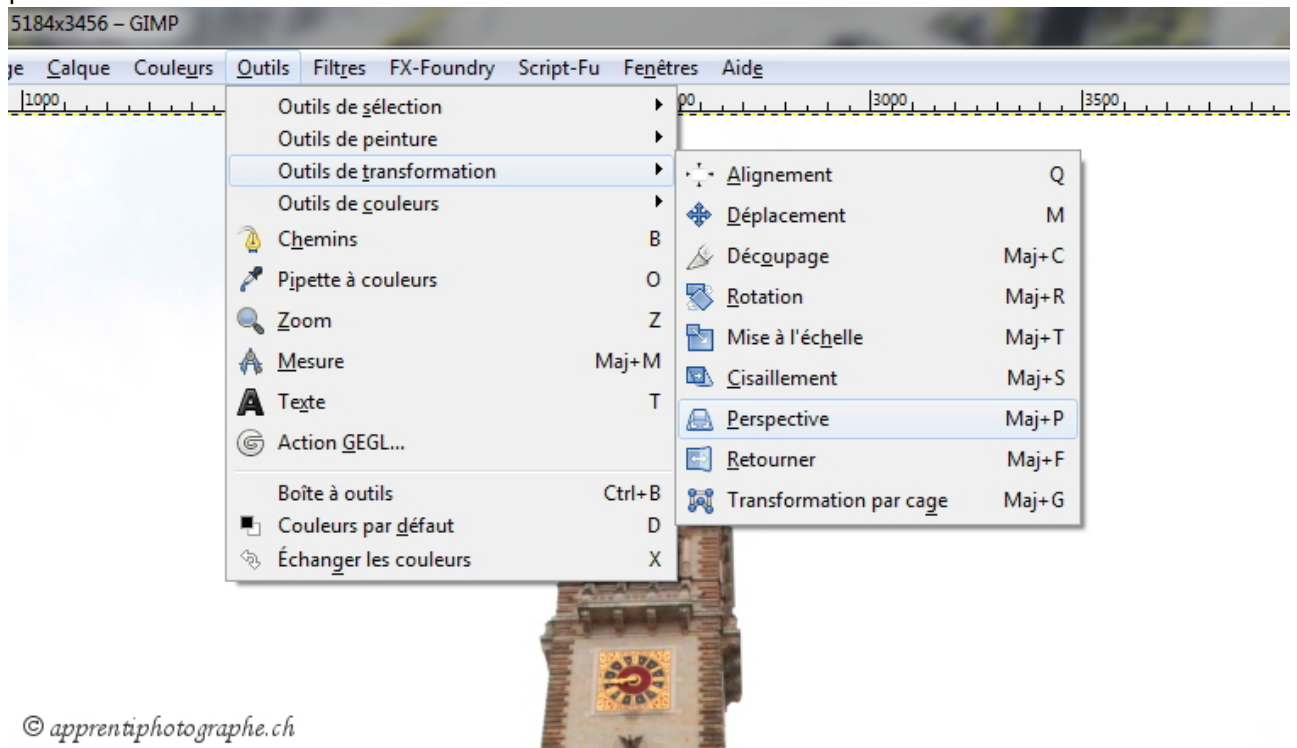 5184x3456 – GIMP
ge Calque Couleurs Outils Filtres FX-Foundry Script-Fu Fenêtres Aide
1000 00 3000 3500
Outils de sélection
Outils de peinture
Outils de transformation
Outils de couleurs
Chemins B
Pipette à couleurs O
Zoom Z
Mesure Maj+M
Texte T
Action GEGL...
Boîte à outils Ctrl+B
Couleurs par défaut D
Échanger les couleurs X
Alignement Q
Déplacement M
Découpage Maj+C
Rotation Maj+R
Mise à l'échelle Maj+T
Cisaillement Maj+S
Perspective Maj+P
Retourner Maj+F
Transformation par cage Maj+G
© apprentiphotographe.ch